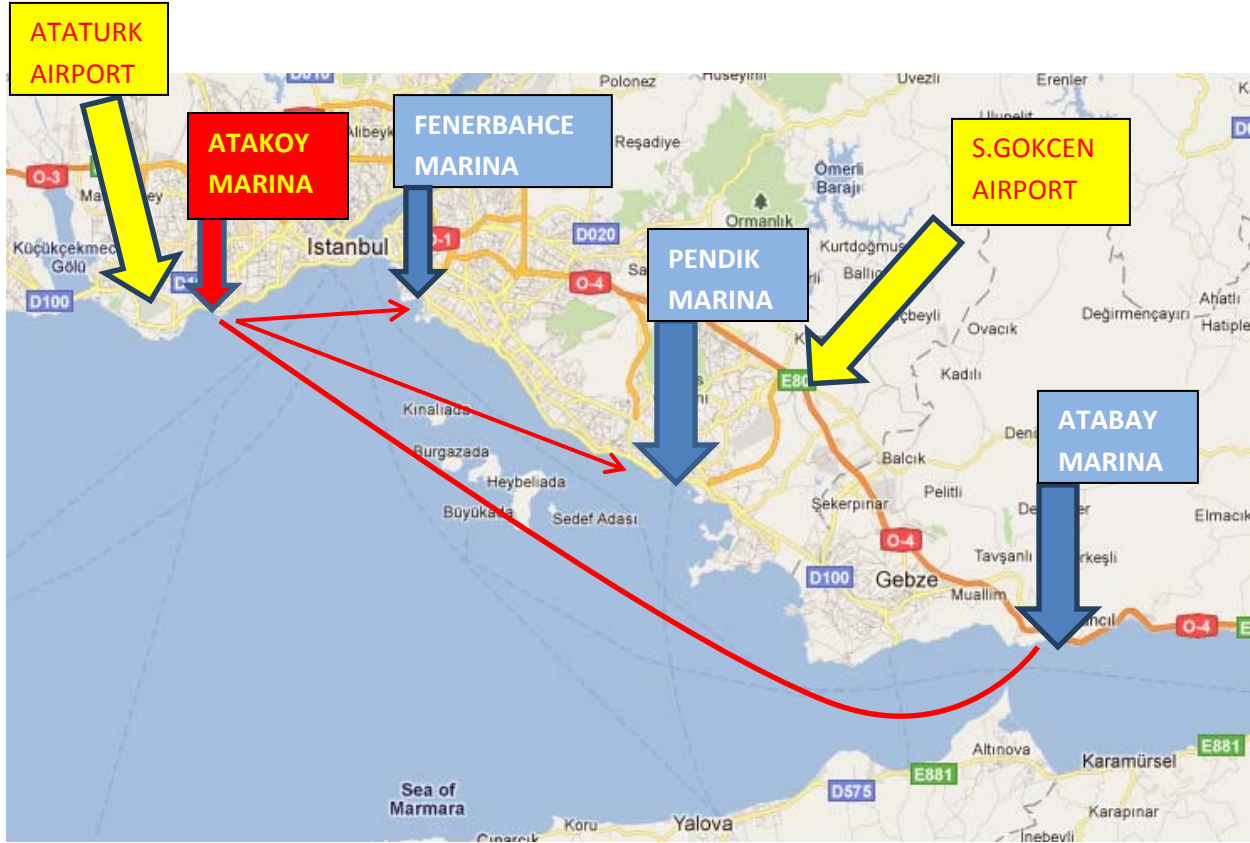 ATATURK
AIRPORT
ATAKOY
MARINA
FENERBAHCE
MARINA
S.GOKCEN
AIRPORT
PENDIK
MARINA
ATABAY
MARINA
Polonez
Uvezli
Erenler
Reşadiye
Ömerli
Barajı
O-3
Küçükçekmec
Gölü
Istanbul
O-1
D020
Ormanlık
Kurtdoğmuş
D100
O-4
Ovacık
Değirmençayırı
Ahatlı
Hatiple
Kadılı
E80
Kınalıada
Burgazada
Heybeliada
Büyükada
Sedef Adası
Balcık
Pelitli
Şekerpınar
Elmacık
O-4
Tavşanlı
D100
Gebze
Muallim
O-4
Altınova
E881
Karamürsel
E881
D575
Sea of
Marmara
Karapınar
Koru
Yalova
Çınarcık
İnebeyli